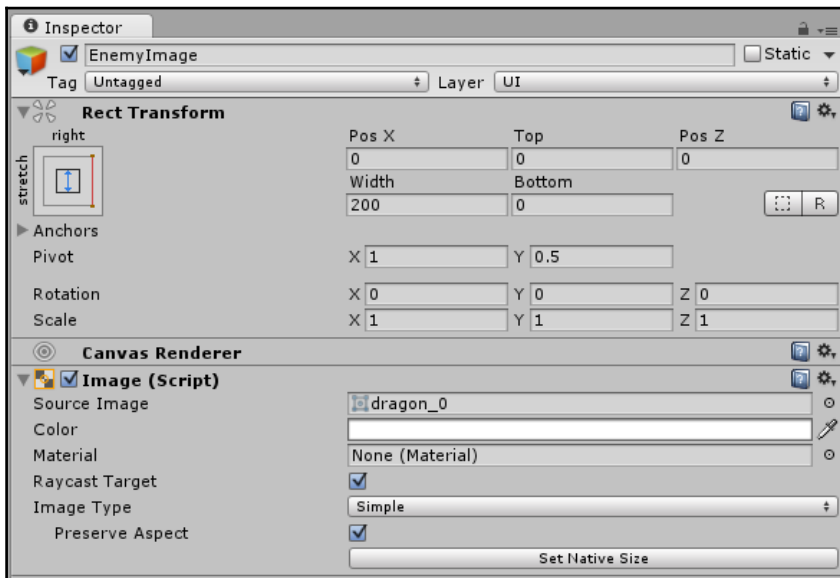 Inspector
EnemyImage Static
Tag Untagged Layer UI
Rect Transform
right
stretch
Pos X Top Pos Z
0 0 0
Width Bottom
200 0 R
Anchors
Pivot X 1 Y 0.5
Rotation X 0 Y 0 Z 0
Scale X 1 Y 1 Z 1
Canvas Renderer
Image (Script)
Source Image dragon_0
Color
Material None (Material)
Raycast Target
Image Type Simple
Preserve Aspect
Set Native Size